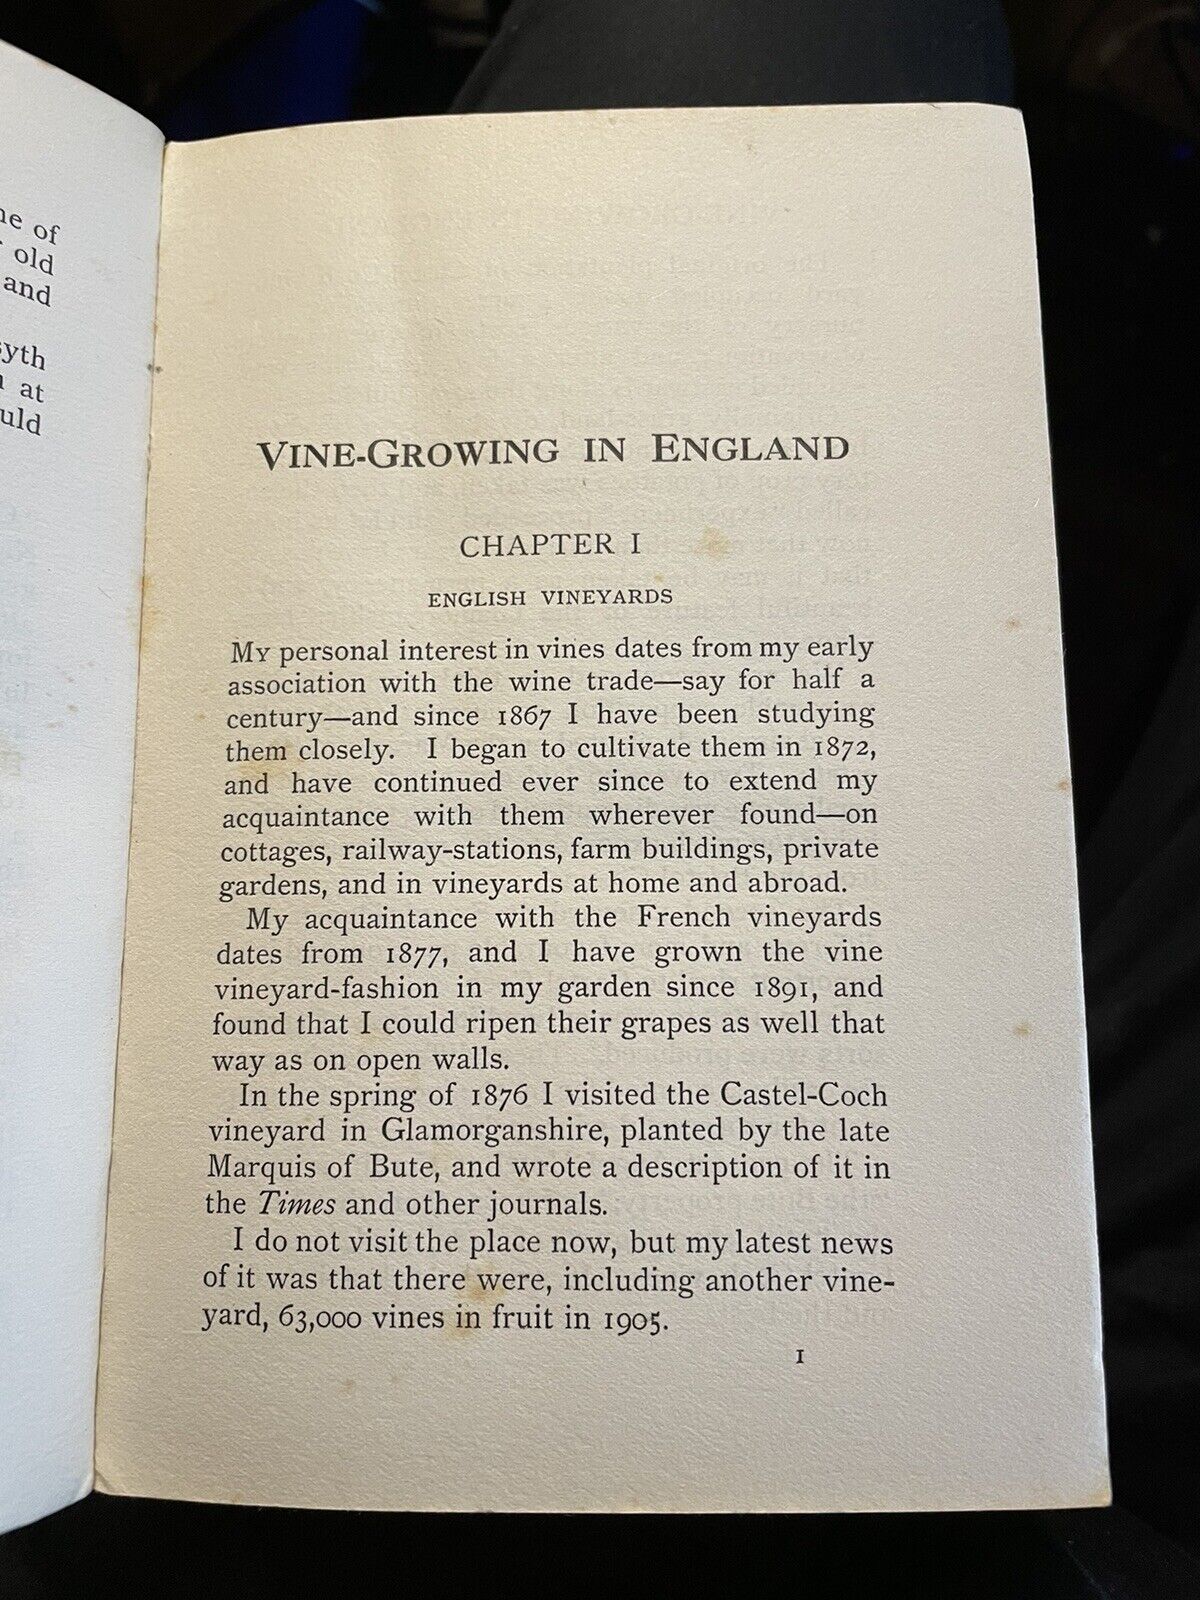 ne of
old
and
syth
at
uld
VINE-GROWING IN ENGLAND
CHAPTER I
ENGLISH VINEYARDS
MY personal interest in vines dates from my early
association with the wine trade—say for half a
century—and since 1867 I have been studying
them closely. I began to cultivate them in 1872,
and have continued ever since to extend my
acquaintance with them wherever found—on
cottages, railway-stations, farm buildings, private
gardens, and in vineyards at home and abroad.
My acquaintance with the French vineyards
dates from 1877, and I have grown the vine
vineyard-fashion in my garden since 1891, and
found that I could ripen their grapes as well that
way as on open walls.
In the spring of 1876 I visited the Castel-Coch
vineyard in Glamorganshire, planted by the late
Marquis of Bute, and wrote a description of it in
the Times and other journals.
I do not visit the place now, but my latest news
of it was that there were, including another vine-
yard, 63,000 vines in fruit in 1905.
I